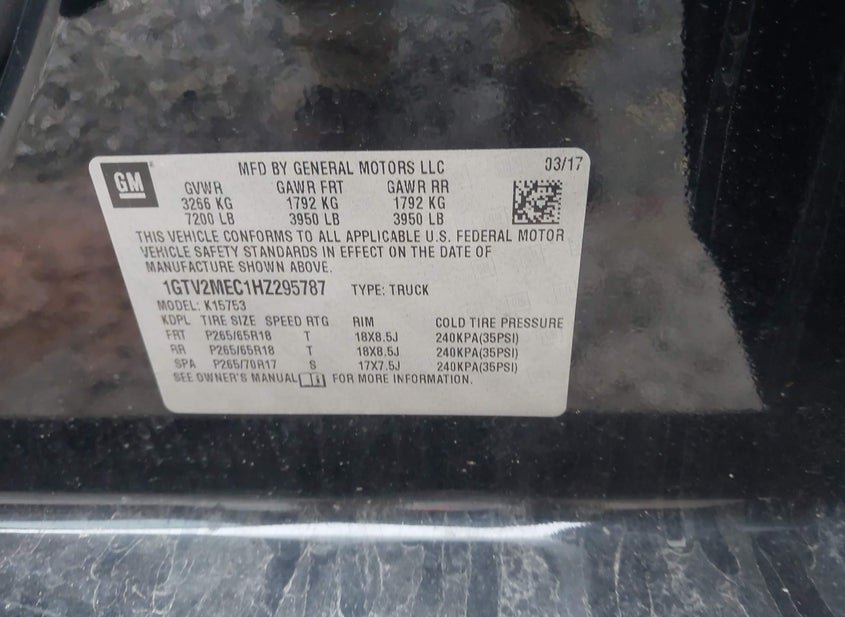 GM
MFD BY GENERAL MOTORS LLC 03/17
GVWR GAWR FRT GAWR RR
3266 KG 1792 KG 1792 KG
7200 LB 3950 LB 3950 LB
THIS VEHICLE CONFORMS TO ALL APPLICABLE U.S. FEDERAL MOTOR
VEHICLE SAFETY STANDARDS IN EFFECT ON THE DATE OF
MANUFACTURE SHOWN ABOVE.
1GTV2MEC1HZ295787 TYPE: TRUCK
MODEL: K15753
KDPL TIRE SIZE SPEED RTG RIM COLD TIRE PRESSURE
FRT P265/65R18 T 18X8.5J 240KPA(35PSI)
RR P265/65R18 T 18X8.5J 240KPA(35PSI)
SPA P265/70R17 S 17X7.5J 240KPA(35PSI)
SEE OWNER'S MANUAL FOR MORE INFORMATION.